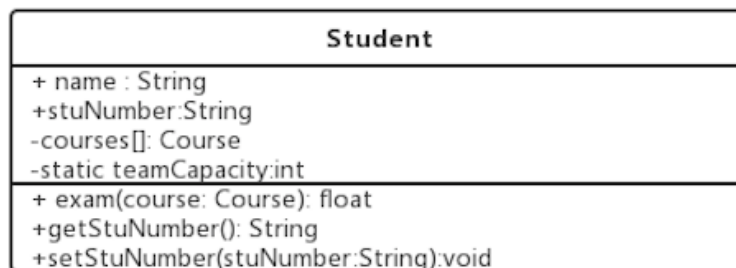 Student
+ name : String
+stuNumber:String
-courses[]: Course
-static teamCapacity:int
+ exam(course: Course): float
+getStuNumber(): String
+setStuNumber(stuNumber:String):void